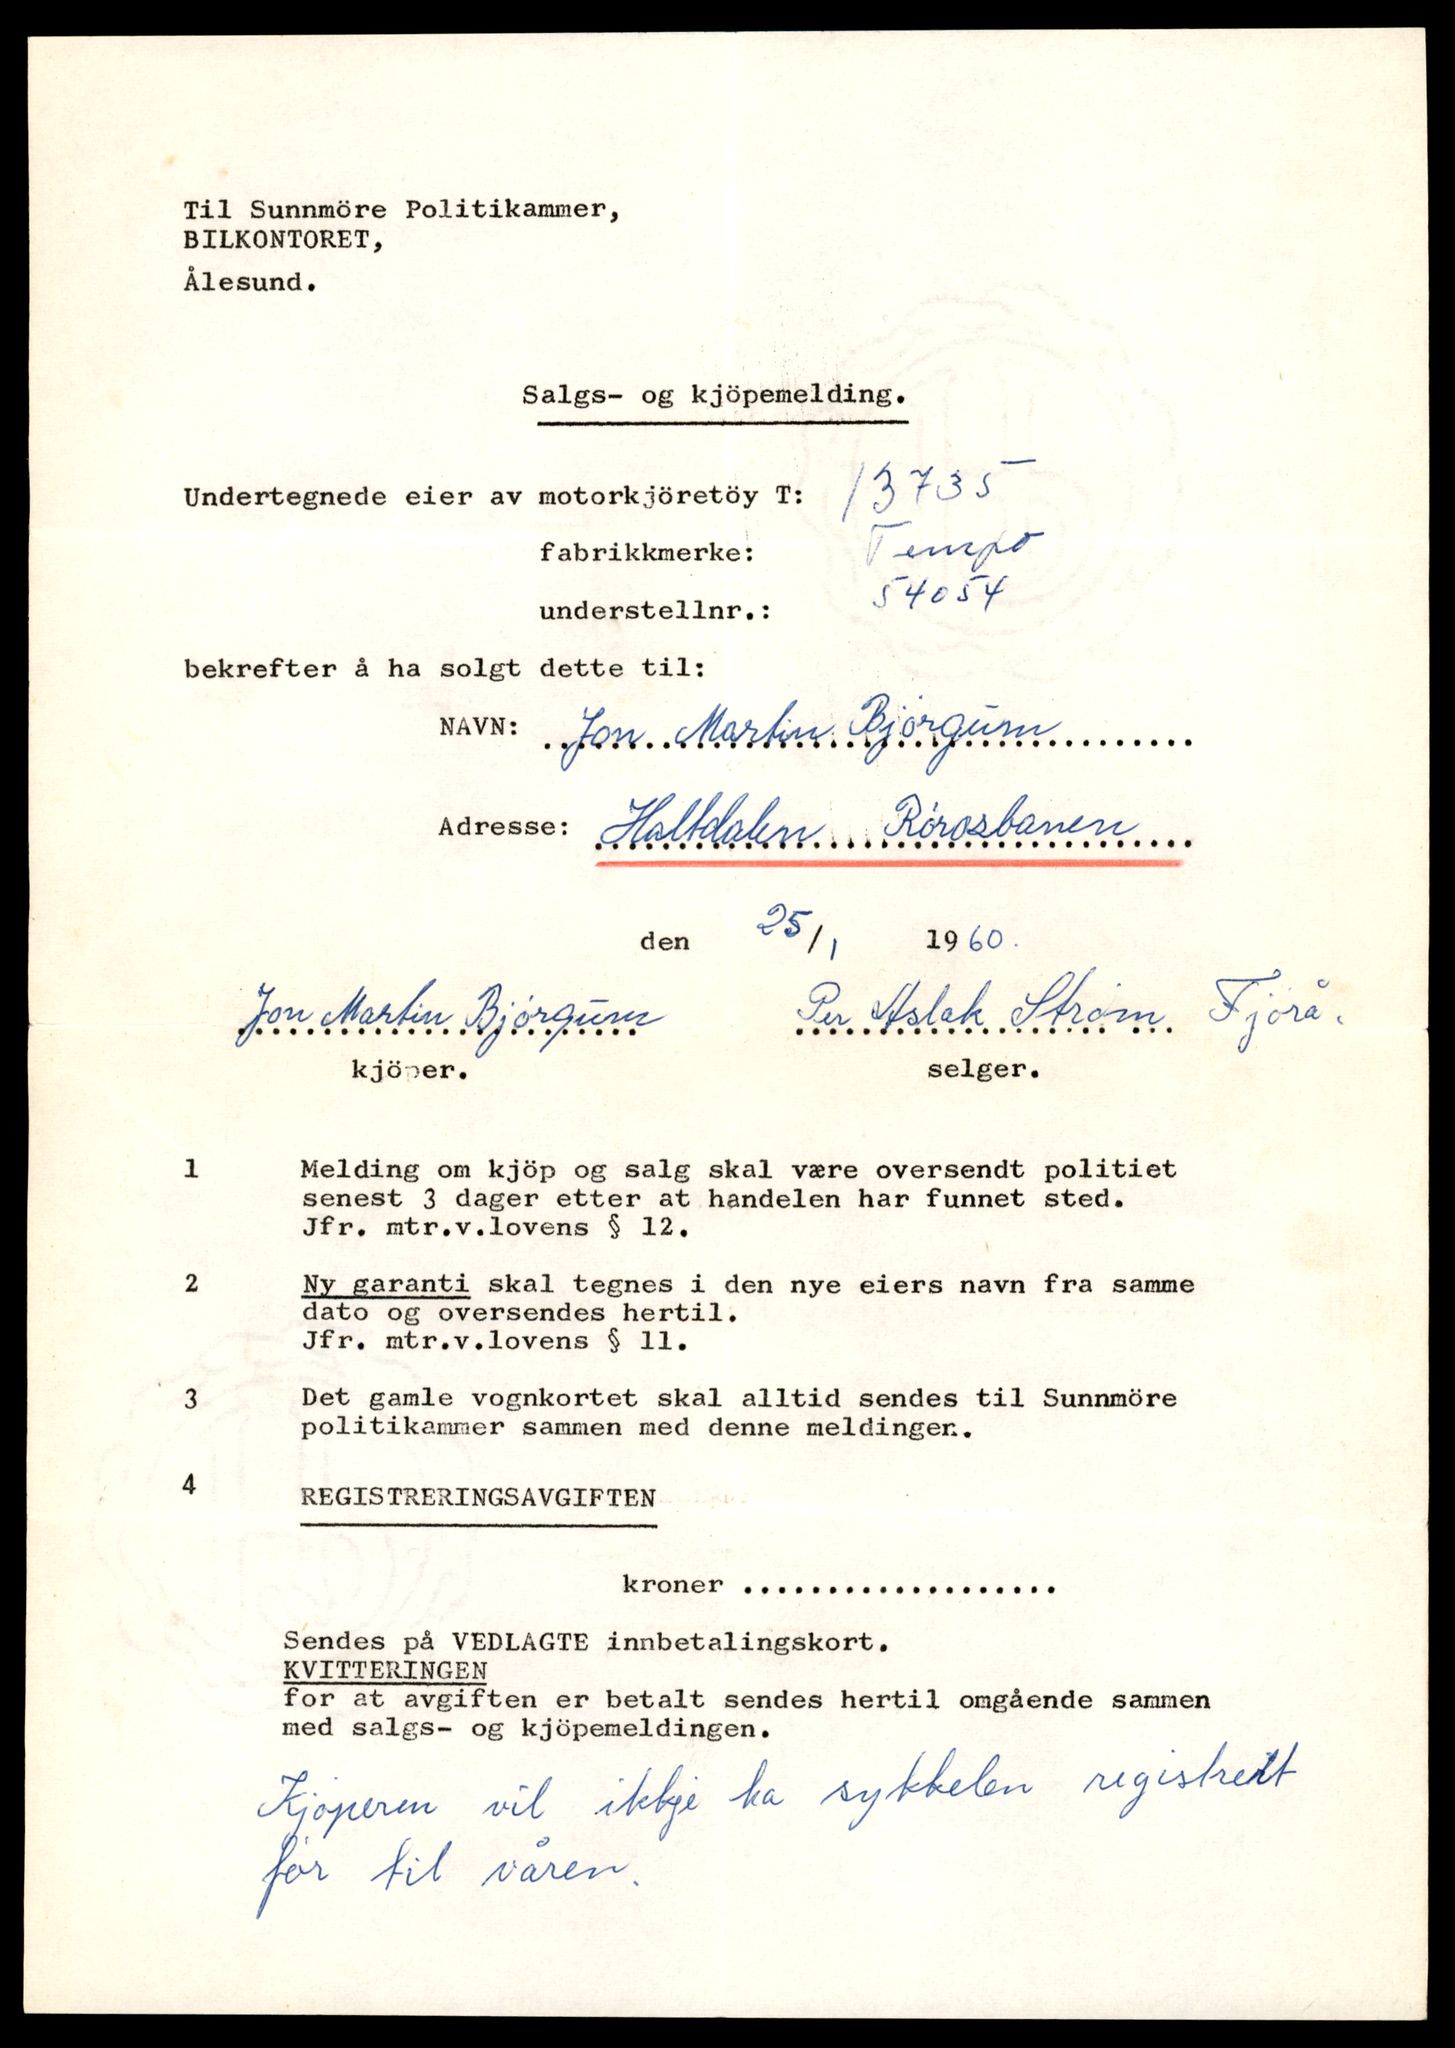 Til Sunnmöre Politikammer,
BILKONTORET,
Ålesund.
Salgs- og kjöpemelding.
Undertegnede eier av motorkjöretöy T: 13735
fabrikkmerke: Tempo
understellnr.: 54054
bekrefter å ha solgt dette til:
NAVN: Jon Martin Bjørgum
Adresse: Haltdalen Rørosbanen
den 25/1 1960.
Jon Martin Bjørgum Per Aslak Strøm Fjørå.
kjöper. selger.
1 Melding om kjöp og salg skal være oversendt politiet
senest 3 dager etter at handelen har funnet sted.
Jfr. mtr.v.lovens § 12.
2 Ny garanti skal tegnes i den nye eiers navn fra samme
dato og oversendes hertil.
Jfr. mtr.v.lovens § 11.
3 Det gamle vognkortet skal alltid sendes til Sunnmöre
politikammer sammen med denne meldingen.
4 REGISTRERINGSAVGIFTEN
kroner ...................
Sendes på VEDLAGTE innbetalingskort.
KVITTERINGEN
for at avgiften er betalt sendes hertil omgående sammen
med salgs- og kjöpemeldingen.
Kjøperen vil ikkje ha sykkelen registrert
før til våren.